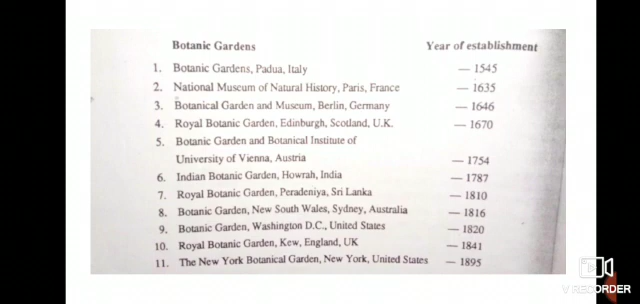 Botanic Gardens Year of establishment
1. Botanic Gardens, Padua, Italy — 1545
2. National Museum of Natural History, Paris, France — 1635
3. Botanical Garden and Museum, Berlin, Germany — 1646
4. Royal Botanic Garden, Edinburgh, Scotland, U.K. — 1670
5. Botanic Garden and Botanical Institute of
University of Vienna, Austria — 1754
6. Indian Botanic Garden, Howrah, India — 1787
7. Royal Botanic Garden, Peradeniya, Sri Lanka — 1810
8. Botanic Garden, New South Wales, Sydney, Australia — 1816
9. Botanic Garden, Washington D.C., United States — 1820
10. Royal Botanic Garden, Kew, England, UK — 1841
11. The New York Botanical Garden, New York, United States — 1895
V RECORDER